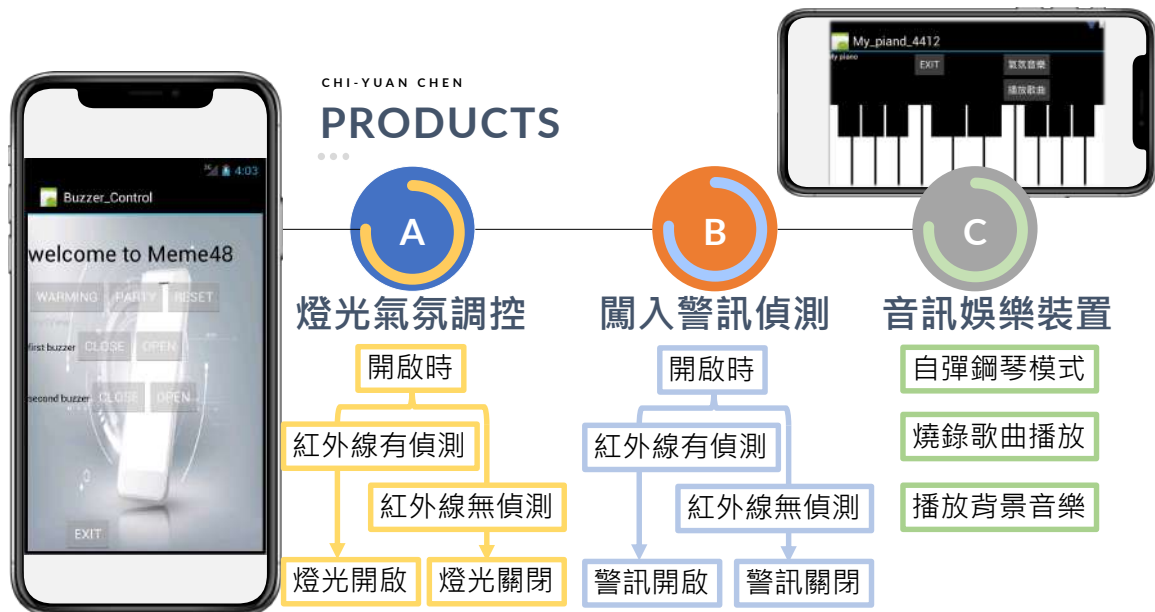 CHI-YUAN CHEN
PRODUCTS
4:03
Buzzer_Control
welcome to Meme48
WARMING PARTY RESET
first buzzer CLOSE OPEN
second buzzer CLOSE OPEN
EXIT
My_piand_4412
My piano
EXIT
氣氛音樂
播放歌曲
A
燈光氣氛調控
開啟時
紅外線有偵測
紅外線無偵測
燈光開啟
燈光關閉
B
闖入警訊偵測
開啟時
紅外線有偵測
紅外線無偵測
警訊開啟
警訊關閉
C
音訊娛樂裝置
自彈鋼琴模式
燒錄歌曲播放
播放背景音樂